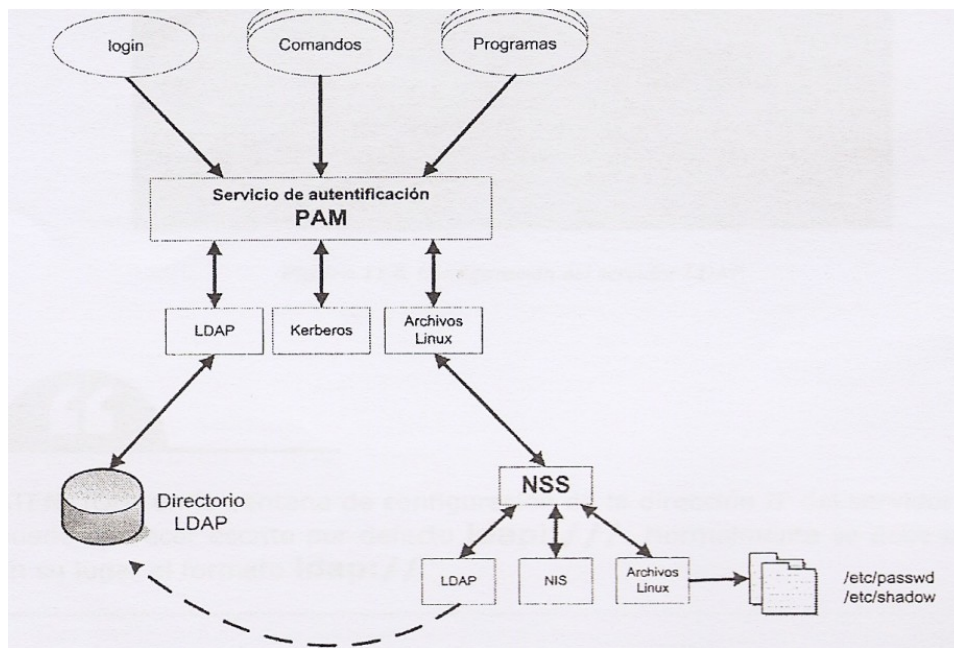 login
Comandos
Programas
Servicio de autentificación
PAM
LDAP
Kerberos
Archivos
Linux
Directorio
LDAP
NSS
LDAP
NIS
Archivos
Linux
/etc/passwd
/etc/shadow